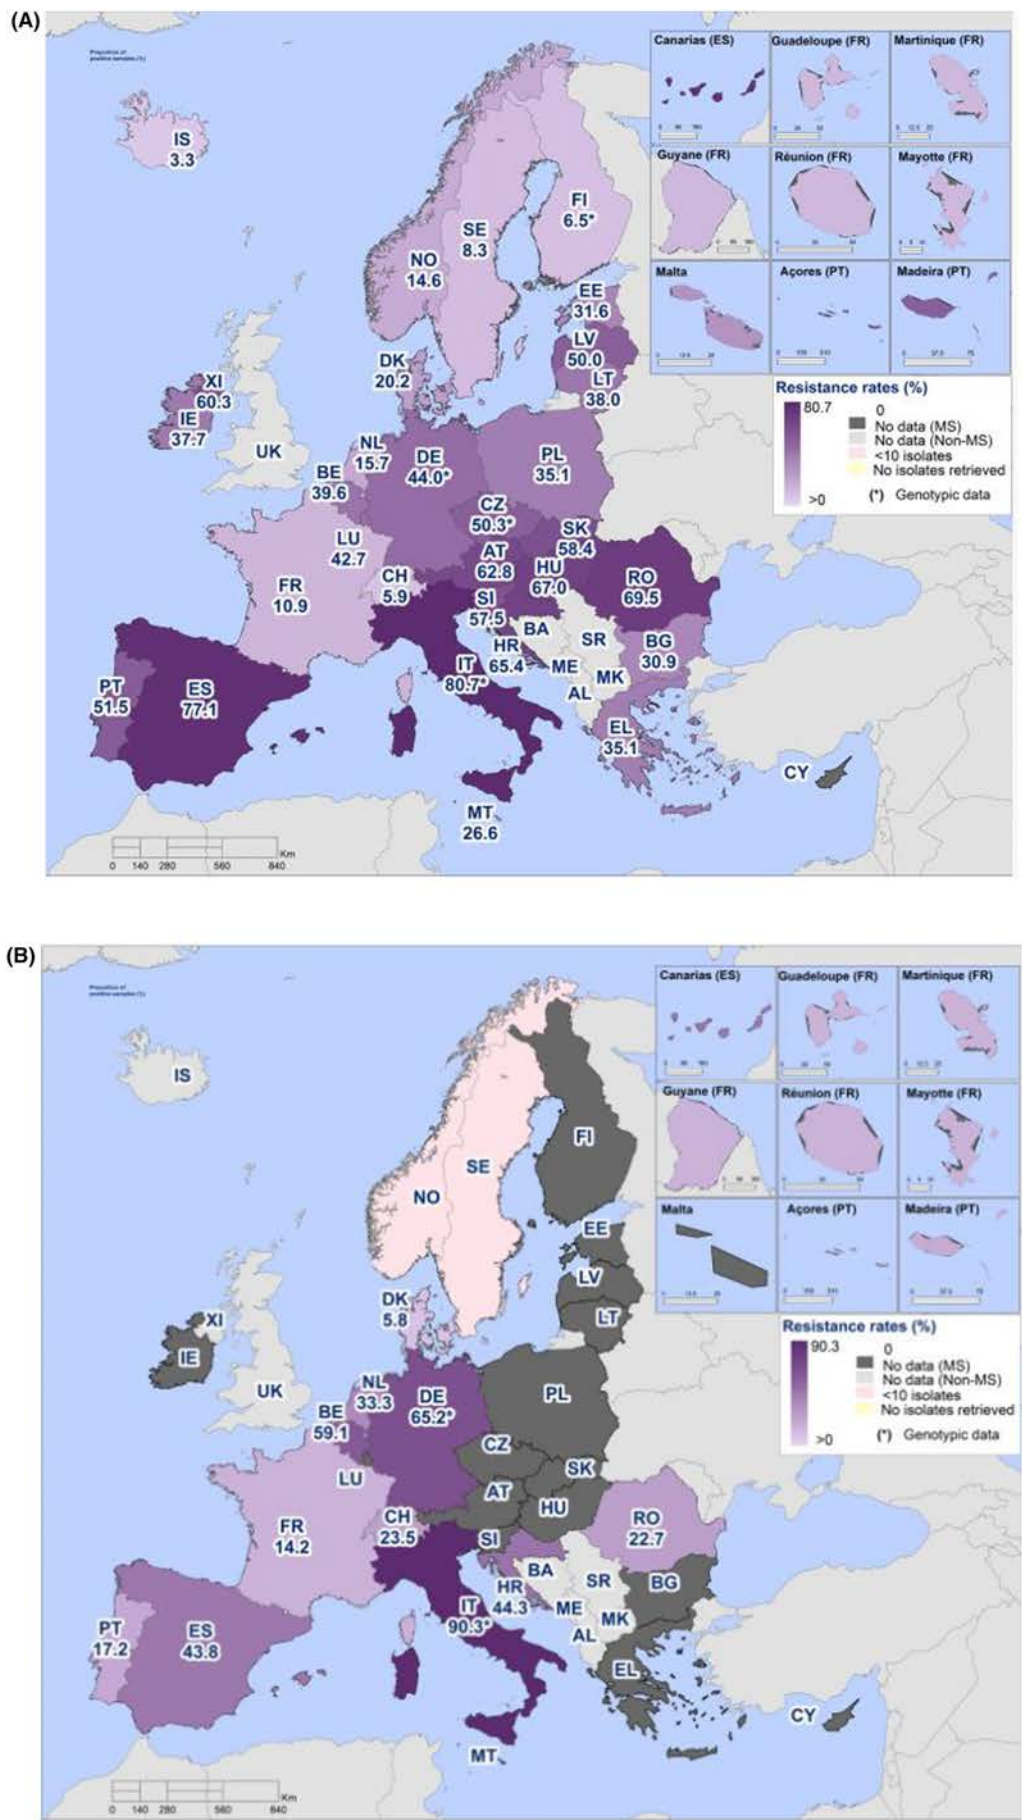 (A)
Proportion of
positive samples (%)
Canarias (ES)
Guadeloupe (FR)
Martinique (FR)
Guyane (FR)
Réunion (FR)
Mayotte (FR)
Malta
Açores (PT)
Madeira (PT)
Resistance rates (%)
80.7
>0
0
No data (MS)
No data (Non-MS)
<10 isolates
No isolates retrieved
(*) Genotypic data
IS
3.3
FI
6.5*
SE
8.3
NO
14.6
EE
31.6
LV
50.0
LT
38.0
DK
20.2
XI
60.3
IE
37.7
UK
NL
15.7
BE
39.6
DE
44.0*
PL
35.1
CZ
50.3*
SK
58.4
LU
42.7
AT
62.8
HU
67.0
RO
69.5
FR
10.9
CH
5.9
SI
57.5
BA
SR
BG
30.9
HR
65.4
ME
MK
AL
IT
80.7*
PT
51.5
ES
77.1
EL
35.1
CY
MT
26.6
0 140 280 560 840
Km
(B)
Proportion of
positive samples (%)
Canarias (ES)
Guadeloupe (FR)
Martinique (FR)
Guyane (FR)
Réunion (FR)
Mayotte (FR)
Malta
Açores (PT)
Madeira (PT)
Resistance rates (%)
90.3
>0
0
No data (MS)
No data (Non-MS)
<10 isolates
No isolates retrieved
(*) Genotypic data
IS
FI
SE
NO
EE
LV
LT
DK
5.8
XI
IE
UK
NL
33.3
BE
59.1
DE
65.2*
PL
CZ
SK
LU
AT
HU
RO
22.7
FR
14.2
CH
23.5
SI
BA
SR
BG
HR
44.3
ME
MK
AL
IT
90.3*
PT
17.2
ES
43.8
EL
CY
MT
0 140 280 560 840
Km